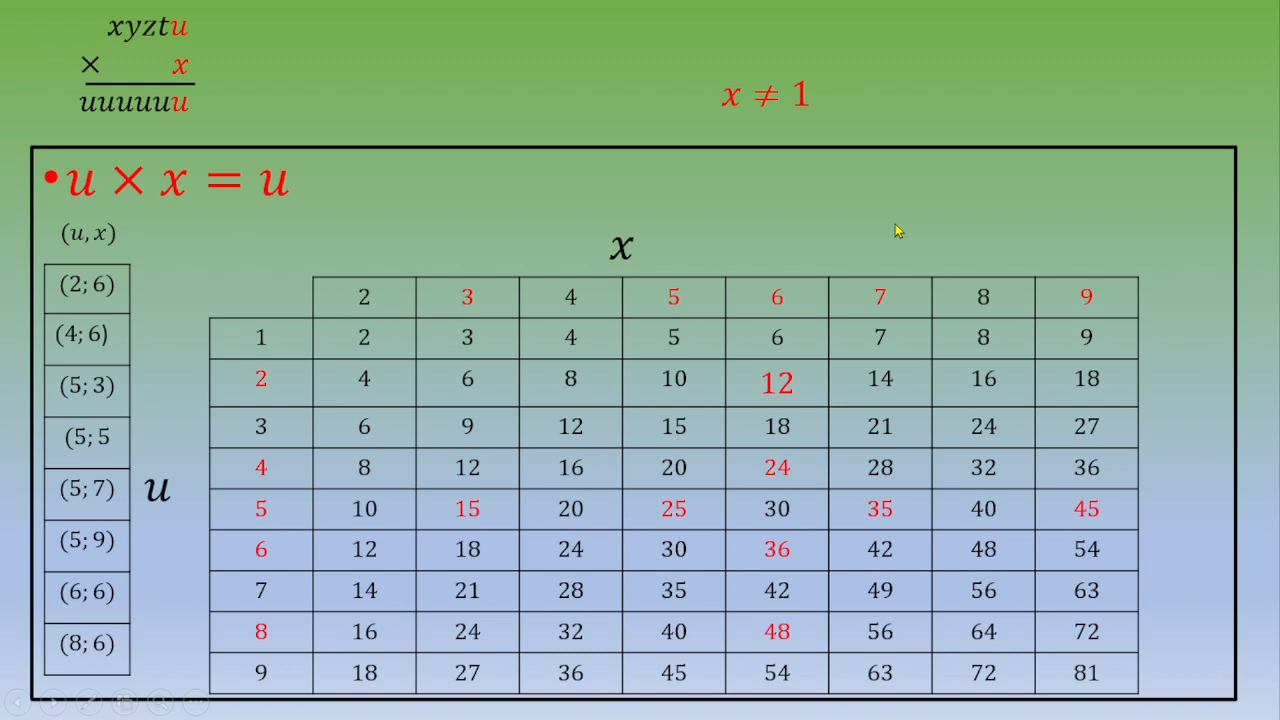 xyztu
× x
uuuuuu
x ≠ 1
•u × x = u
(u, x)
(2; 6)
(4; 6)
(5; 3)
(5; 5
(5; 7)
(5; 9)
(6; 6)
(8; 6)
x
u
2 3 4 5 6 7 8 9
1 2 3 4 5 6 7 8 9
2 4 6 8 10 12 14 16 18
3 6 9 12 15 18 21 24 27
4 8 12 16 20 24 28 32 36
5 10 15 20 25 30 35 40 45
6 12 18 24 30 36 42 48 54
7 14 21 28 35 42 49 56 63
8 16 24 32 40 48 56 64 72
9 18 27 36 45 54 63 72 81